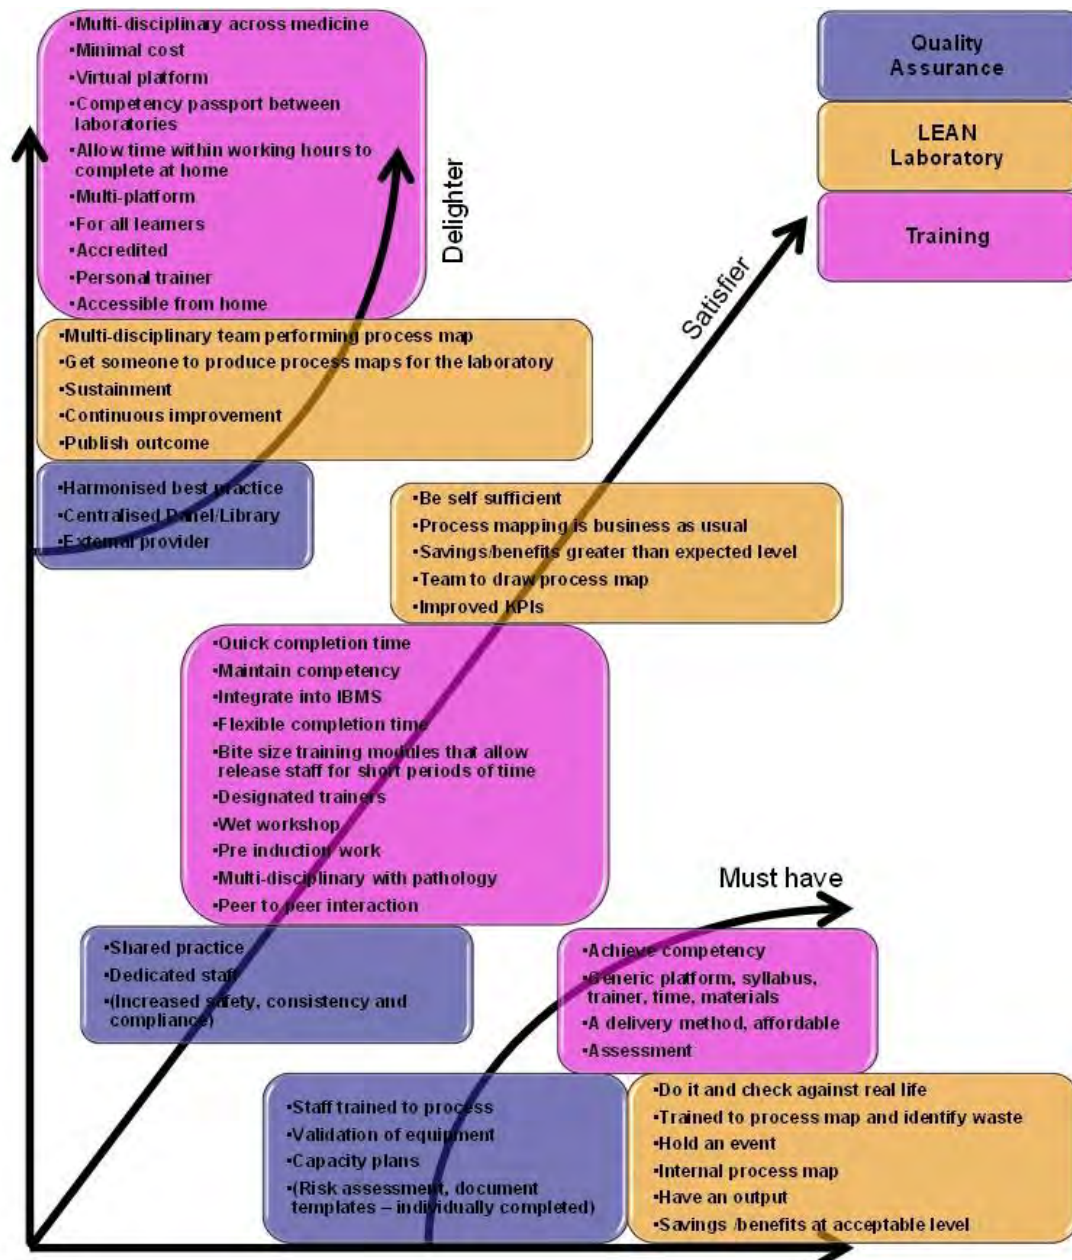 ▪Multi-disciplinary across medicine
▪Minimal cost
▪Virtual platform
▪Competency passport between
laboratories
▪Allow time within working hours to
complete at home
▪Multi-platform
▪For all learners
▪Accredited
▪Personal trainer
▪Accessible from home
Delighter
Quality
Assurance
LEAN
Laboratory
Training
Satisfier
▪Multi-disciplinary team performing process map
▪Get someone to produce process maps for the laboratory
▪Sustainment
▪Continuous improvement
▪Publish outcome
▪Harmonised best practice
▪Centralised Panel/Library
▪External provider
▪Be self sufficient
▪Process mapping is business as usual
▪Savings/benefits greater than expected level
▪Team to draw process map
▪Improved KPIs
▪Quick completion time
▪Maintain competency
▪Integrate into IBMS
▪Flexible completion time
▪Bite size training modules that allow
release staff for short periods of time
▪Designated trainers
▪Wet workshop
▪Pre induction work
▪Multi-disciplinary with pathology
▪Peer to peer interaction
Must have
▪Shared practice
▪Dedicated staff
▪(Increased safety, consistency and
compliance)
▪Achieve competency
▪Generic platform, syllabus,
trainer, time, materials
▪A delivery method, affordable
▪Assessment
▪Staff trained to process
▪Validation of equipment
▪Capacity plans
▪(Risk assessment, document
templates – individually completed)
▪Do it and check against real life
▪Trained to process map and identify waste
▪Hold an event
▪Internal process map
▪Have an output
▪Savings /benefits at acceptable level